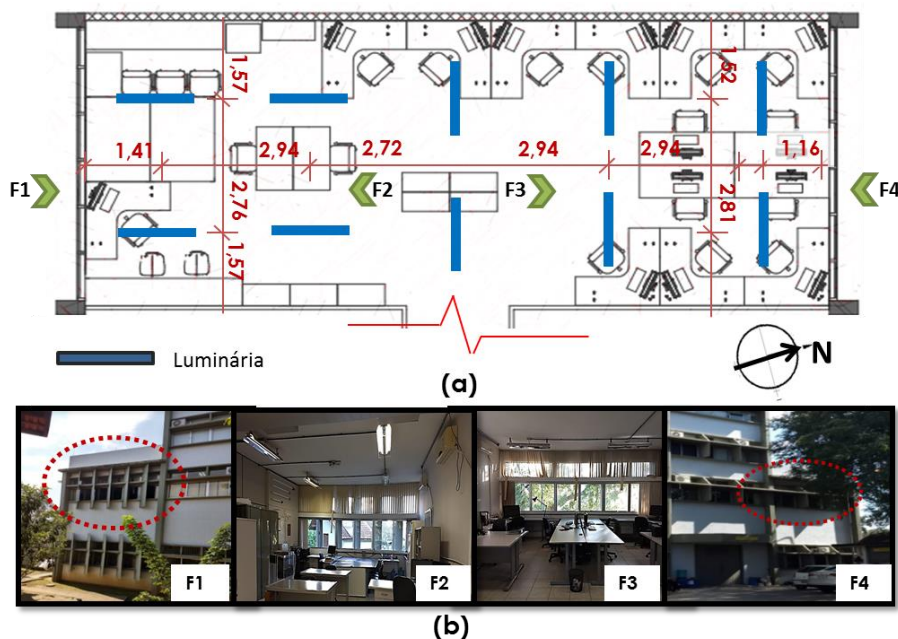 1,57
1,52
1,41
2,94
2,72
2,94
2,94
1,16
F1
F2
F3
F4
2,76
2,81
1,57
Luminária
N
(a)
F1
F2
F3
F4
(b)